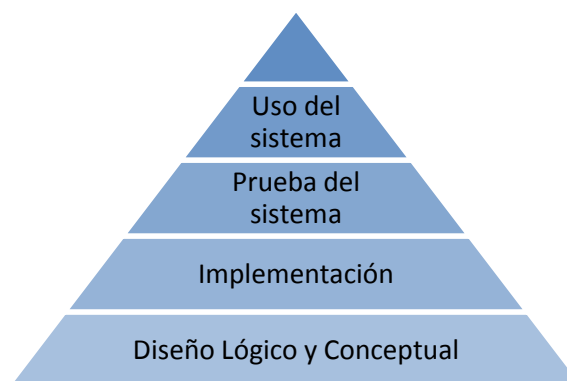 Uso del
sistema
Prueba del
sistema
Implementación
Diseño Lógico y Conceptual